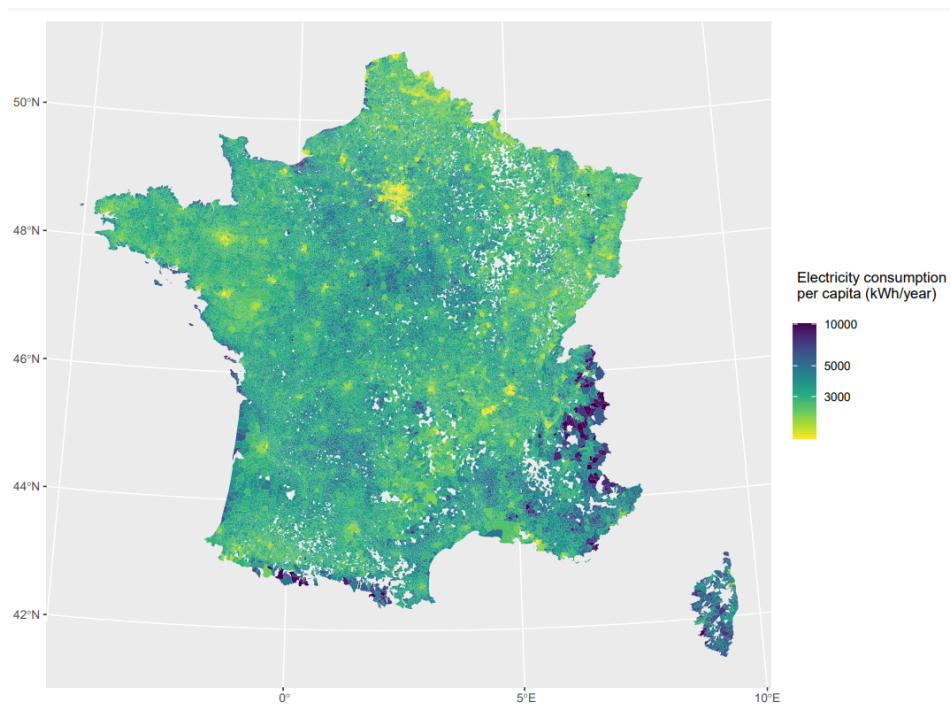 50°N
48°N
46°N
44°N
42°N
0°
5°E
10°E
Electricity consumption
per capita (kWh/year)
10000
5000
3000